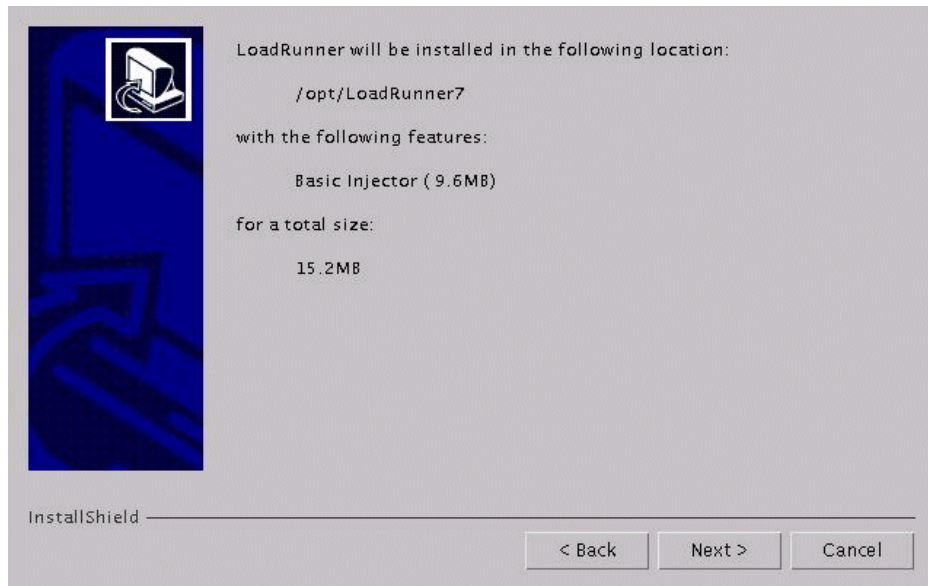 LoadRunner will be installed in the following location:
/opt/LoadRunner7
with the following features:
Basic Injector ( 9.6MB)
for a total size:
15.2MB
InstallShield
< Back
Next >
Cancel